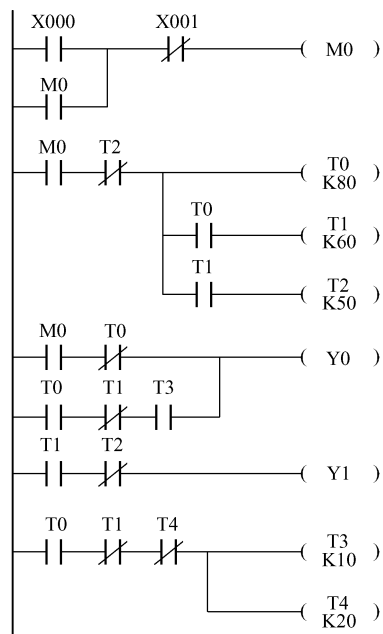 X000 X001
( M0 )
M0
M0 T2
( T0 K80 )
T0
( T1 K60 )
T1
( T2 K50 )
M0 T0
( Y0 )
T0 T1 T3
T1 T2
( Y1 )
T0 T1 T4
( T3 K10 )
( T4 K20 )